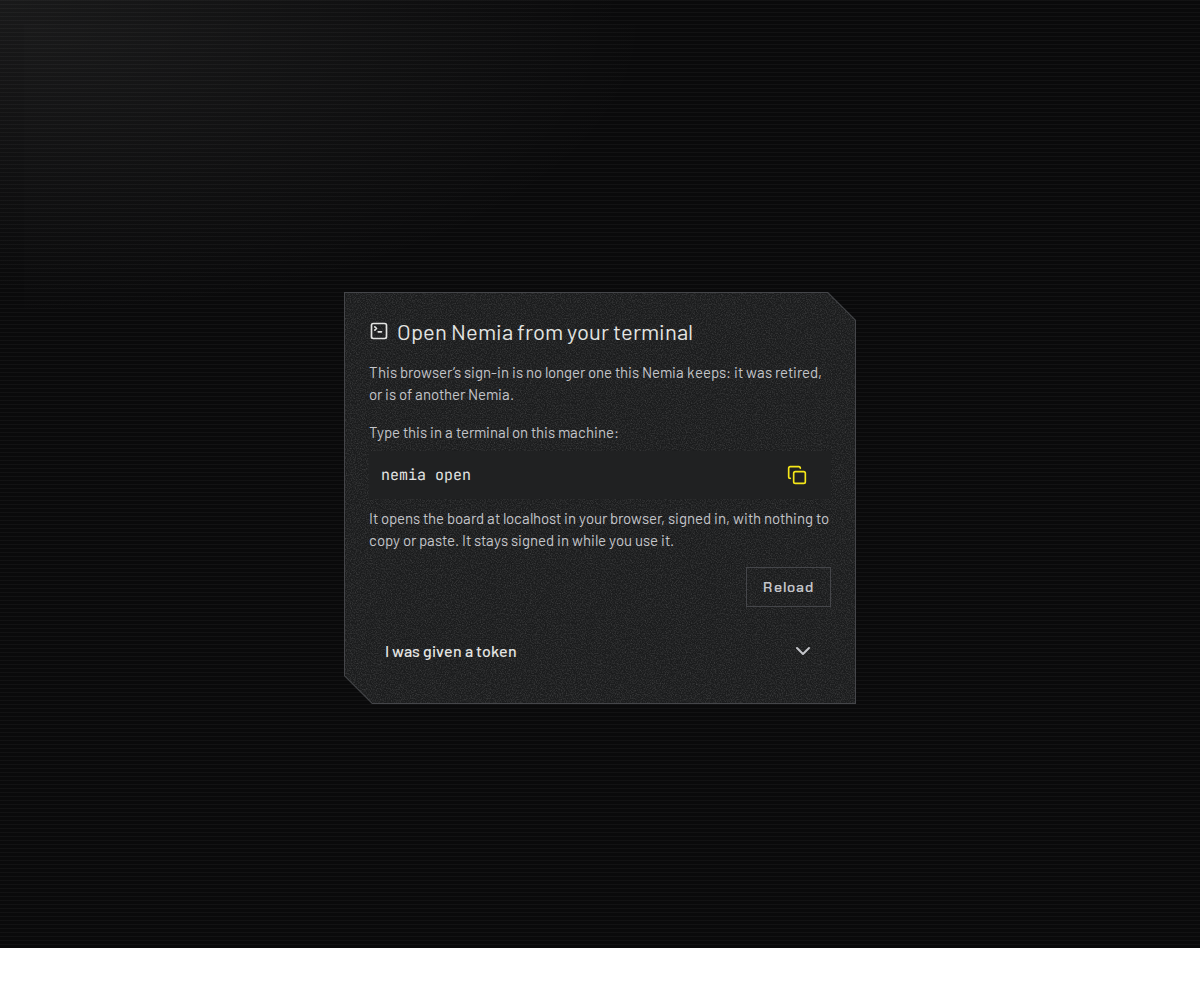 Open Nemia from your terminal
This browser’s sign-in is no longer one this Nemia keeps: it was retired,
or is of another Nemia.
Type this in a terminal on this machine:
nemia open
It opens the board at localhost in your browser, signed in, with nothing to
copy or paste. It stays signed in while you use it.
Reload
I was given a token